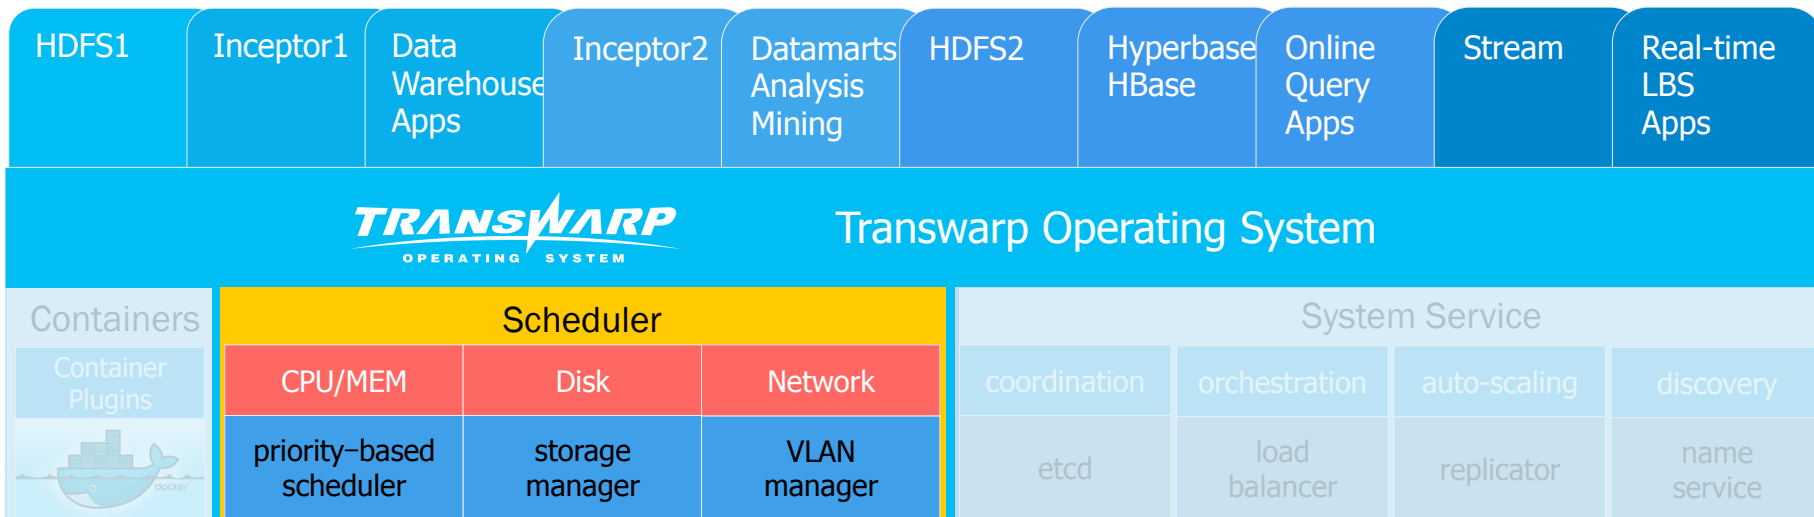 HDFS1
Inceptor1
Data
Warehouse
Apps
Inceptor2
Datamarts
Analysis
Mining
HDFS2
Hyperbase
HBase
Online
Query
Apps
Stream
Real-time
LBS
Apps
TRANSWARP
OPERATING SYSTEM
Transwarp Operating System
Containers
Container
Plugins
docker
Scheduler
CPU/MEM
Disk
Network
priority-based
scheduler
storage
manager
VLAN
manager
System Service
coordination
orchestration
auto-scaling
discovery
etcd
load
balancer
replicator
name
service